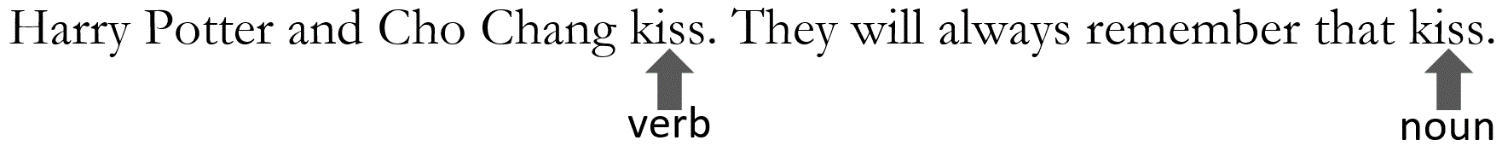 Harry Potter and Cho Chang kiss. They will always remember that kiss.
verb noun